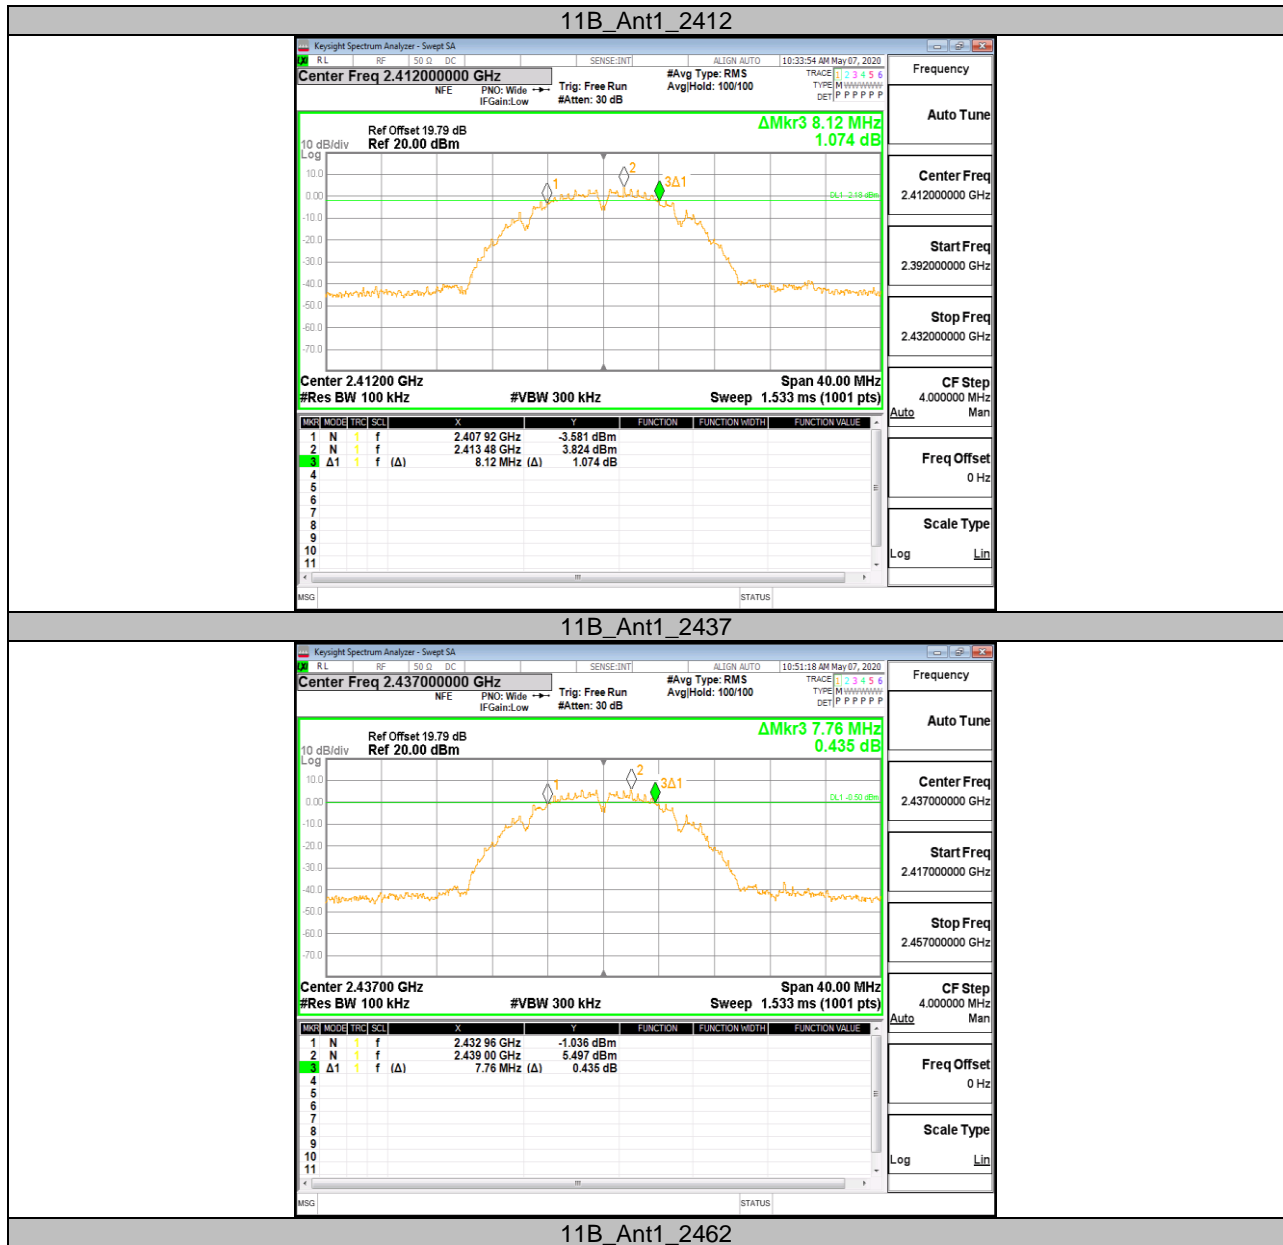 11B_Ant1_2412
Keysight Spectrum Analyzer - Swept SA
RL RF 50 Ω DC SENSE:INT ALIGN AUTO 10:33:54 AM May 07, 2020
Center Freq 2.412000000 GHz #Avg Type: RMS TRACE 1 2 3 4 5 6
NFE PNO: Wide Trig: Free Run Avg|Hold: 100/100 TYPE M WWWWW
IFGain:Low #Atten: 30 dB DET P P P P P P
Frequency
Auto Tune
ΔMkr3 8.12 MHz
1.074 dB
Ref Offset 19.79 dB
10 dB/div Ref 20.00 dBm
Log
10.0
0.00
-10.0
-20.0
-30.0
-40.0
-50.0
-60.0
-70.0
1
2
3Δ1
DL1 -2.18 dBm
Center 2.41200 GHz Span 40.00 MHz
#Res BW 100 kHz #VBW 300 kHz Sweep 1.533 ms (1001 pts)
MKR MODE TRC SCL X Y FUNCTION FUNCTION WIDTH FUNCTION VALUE
1 N 1 f 2.407 92 GHz -3.581 dBm
2 N 1 f 2.413 48 GHz 3.824 dBm
3 Δ1 1 f (Δ) 8.12 MHz (Δ) 1.074 dB
4
5
6
7
8
9
10
11
MSG STATUS
Center Freq
2.412000000 GHz
Start Freq
2.392000000 GHz
Stop Freq
2.432000000 GHz
CF Step
4.000000 MHz
Auto Man
Freq Offset
0 Hz
Scale Type
Log Lin
11B_Ant1_2437
Keysight Spectrum Analyzer - Swept SA
RL RF 50 Ω DC SENSE:INT ALIGN AUTO 10:51:18 AM May 07, 2020
Center Freq 2.437000000 GHz #Avg Type: RMS TRACE 1 2 3 4 5 6
NFE PNO: Wide Trig: Free Run Avg|Hold: 100/100 TYPE M WWWWW
IFGain:Low #Atten: 30 dB DET P P P P P P
Frequency
Auto Tune
ΔMkr3 7.76 MHz
0.435 dB
Ref Offset 19.79 dB
10 dB/div Ref 20.00 dBm
Log
10.0
0.00
-10.0
-20.0
-30.0
-40.0
-50.0
-60.0
-70.0
1
2
3Δ1
DL1 -0.50 dBm
Center 2.43700 GHz Span 40.00 MHz
#Res BW 100 kHz #VBW 300 kHz Sweep 1.533 ms (1001 pts)
MKR MODE TRC SCL X Y FUNCTION FUNCTION WIDTH FUNCTION VALUE
1 N 1 f 2.432 96 GHz -1.036 dBm
2 N 1 f 2.439 00 GHz 5.497 dBm
3 Δ1 1 f (Δ) 7.76 MHz (Δ) 0.435 dB
4
5
6
7
8
9
10
11
MSG STATUS
Center Freq
2.437000000 GHz
Start Freq
2.417000000 GHz
Stop Freq
2.457000000 GHz
CF Step
4.000000 MHz
Auto Man
Freq Offset
0 Hz
Scale Type
Log Lin
11B_Ant1_2462